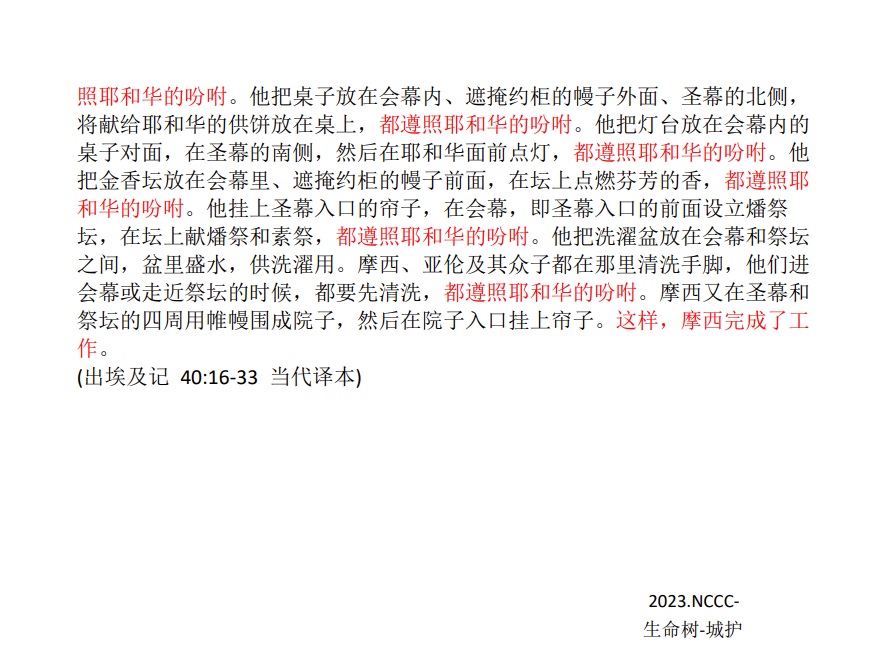 照耶和华的吩咐。他把桌子放在会幕内、遮掩约柜的幔子外面、圣幕的北侧，
将献给耶和华的供饼放在桌上，都遵照耶和华的吩咐。他把灯台放在会幕内的
桌子对面，在圣幕的南侧，然后在耶和华面前点灯，都遵照耶和华的吩咐。他
把金香坛放在会幕里、遮掩约柜的幔子前面，在坛上点燃芬芳的香，都遵照耶
和华的吩咐。他挂上圣幕入口的帘子，在会幕，即圣幕入口的前面设立燔祭
坛，在坛上献燔祭和素祭，都遵照耶和华的吩咐。他把洗濯盆放在会幕和祭坛
之间，盆里盛水，供洗濯用。摩西、亚伦及其众子都在那里清洗手脚，他们进
会幕或走近祭坛的时候，都要先清洗，都遵照耶和华的吩咐。摩西又在圣幕和
祭坛的四周用帷幔围成院子，然后在院子入口挂上帘子。这样，摩西完成了工
作。
(出埃及记 40:16-33 当代译本)
2023.NCCC-
生命树-城护